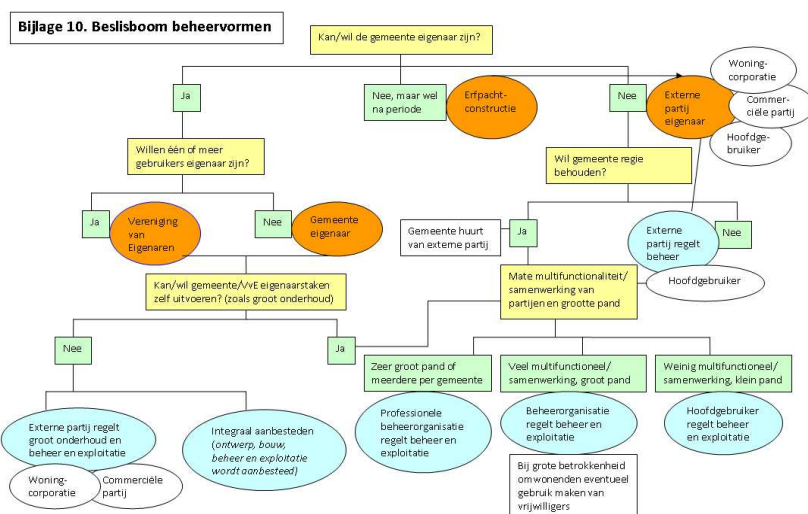 Bijlage 10. Beslisboom beheervormen
Kan/wil de gemeente eigenaar zijn?
Ja
Nee, maar wel
na periode
Erfpacht-
constructie
Nee
Externe
partij
eigenaar
Woning-
corporatie
Commer-
ciële partij
Hoofdge-
bruiker
Willen één of meer
gebruikers eigenaar zijn?
Wil gemeente regie
behouden?
Ja
Vereniging
van
Eigenaren
Nee
Gemeente
eigenaar
Gemeente huurt
van externe partij
Ja
Externe
partij regelt
beheer
Nee
Hoofdgebruiker
Kan/wil gemeente/VvE eigenaarstaken
zelf uitvoeren? (zoals groot onderhoud)
Mate multifunctionaliteit/
samenwerking van
partijen en grootte pand
Nee
Ja
Zeer groot pand of
meerdere per gemeente
Veel multifunctioneel/
samenwerking, groot pand
Weinig multifunctioneel/
samenwerking, klein pand
Externe partij regelt
groot onderhoud en
beheer en exploitatie
Woning-
corporatie
Commerciële
partij
Integraal aanbesteden
(ontwerp, bouw,
beheer en exploitatie
wordt aanbesteed)
Professionele
beheerorganisatie
regelt beheer en
exploitatie
Beheerorganisatie
regelt beheer en
exploitatie
Hoofdgebruiker
regelt beheer
en exploitatie
Bij grote betrokkenheid
omwonenden eventueel
gebruik maken van
vrijwilligers